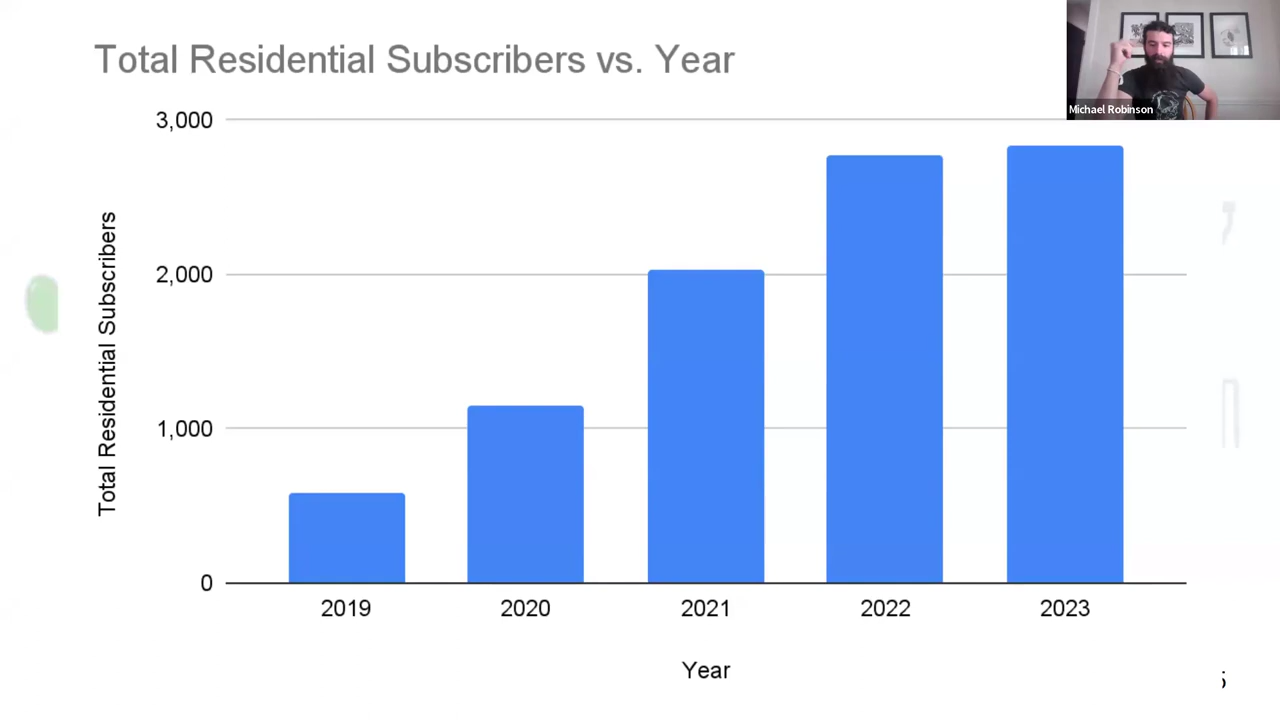 Total Residential Subscribers vs. Year
Michael Robinson
3,000
2,000
1,000
0
Total Residential Subscribers
2019 2020 2021 2022 2023
Year